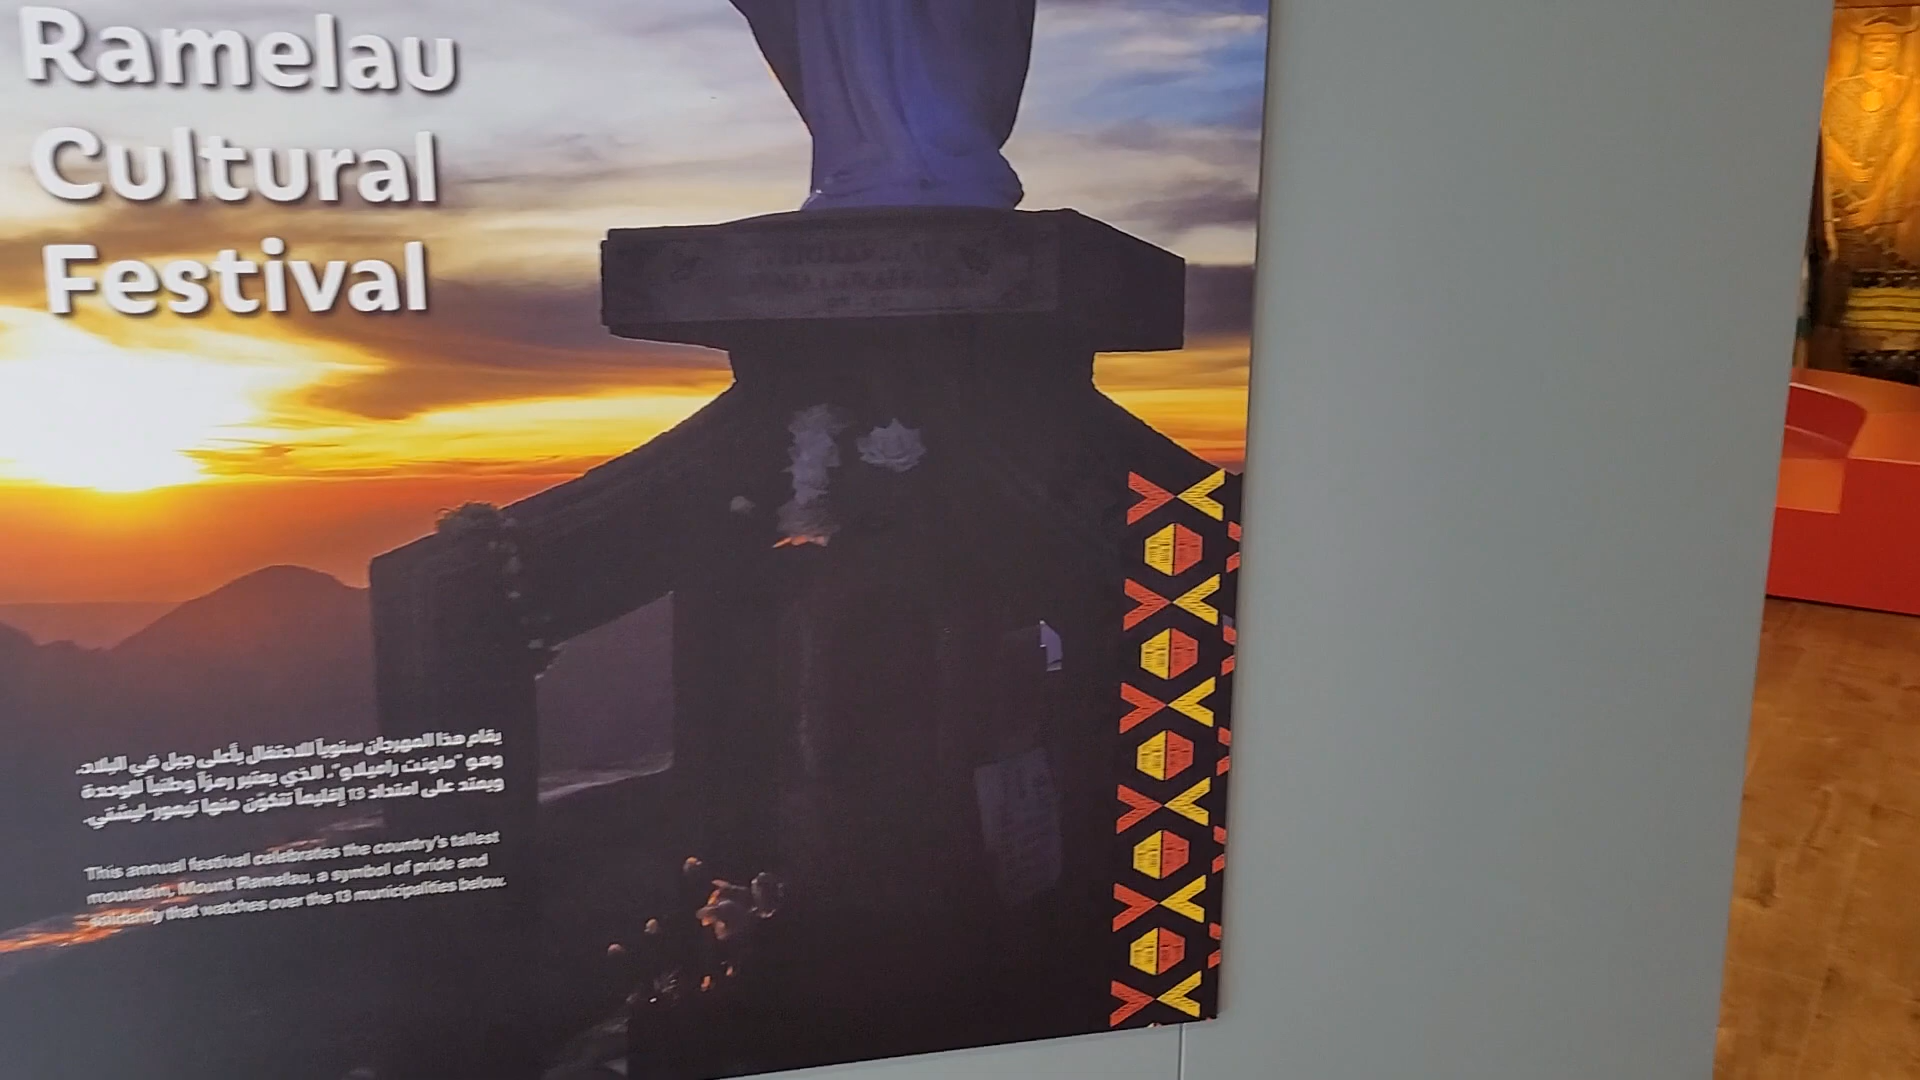 Ramelau
Cultural
Festival
يقام هذا المهرجان سنوياً للاحتفال بأعلى جبل في البلاد،
وهو "ماونت راميلاو"، الذي يعتبر رمزاً وطنياً للوحدة
ويمتد على امتداد 13 إقليماً تتكوّن منها تيمور-ليشتي.
This annual festival celebrates the country's tallest
mountain, Mount Ramelau, a symbol of pride and
solidarity that watches over the 13 municipalities below.